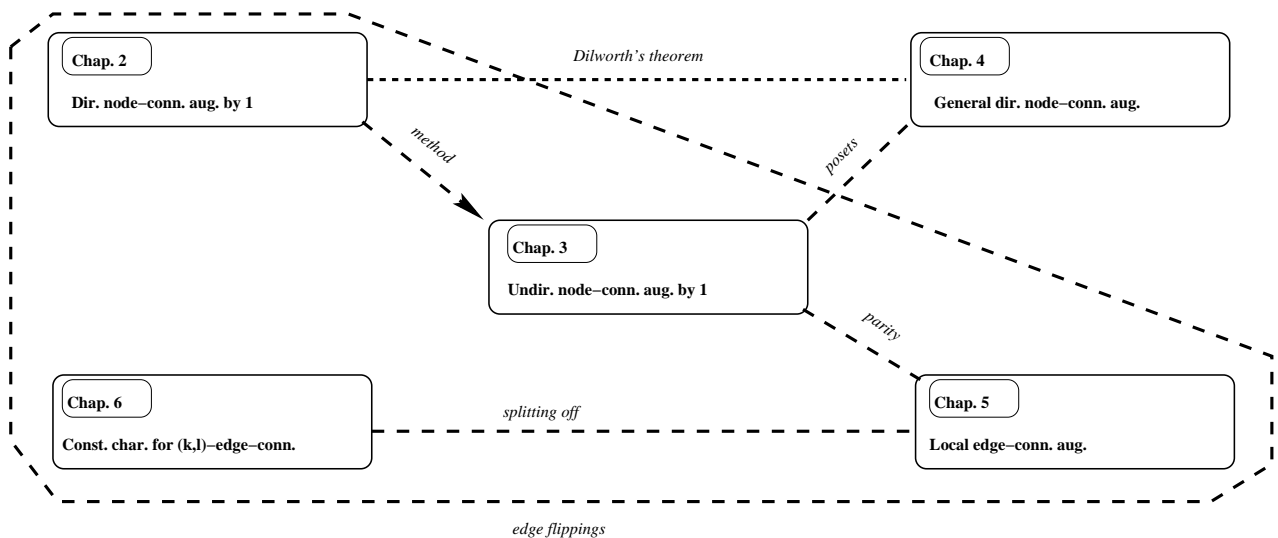 Chap. 2
Dir. node−conn. aug. by 1
Dilworth's theorem
Chap. 4
General dir. node−conn. aug.
method
posets
Chap. 3
Undir. node−conn. aug. by 1
parity
Chap. 6
Const. char. for (k,l)−edge−conn.
splitting off
Chap. 5
Local edge−conn. aug.
edge flippings